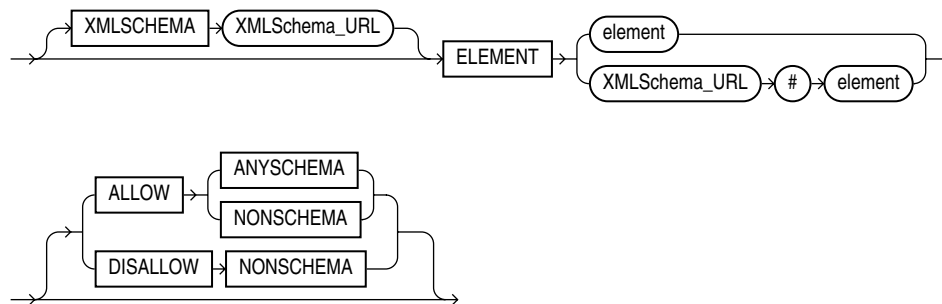 XMLSCHEMA XMLSchema_URL
ELEMENT
element
XMLSchema_URL # element
ANYSCHEMA
ALLOW
NONSCHEMA
DISALLOW NONSCHEMA